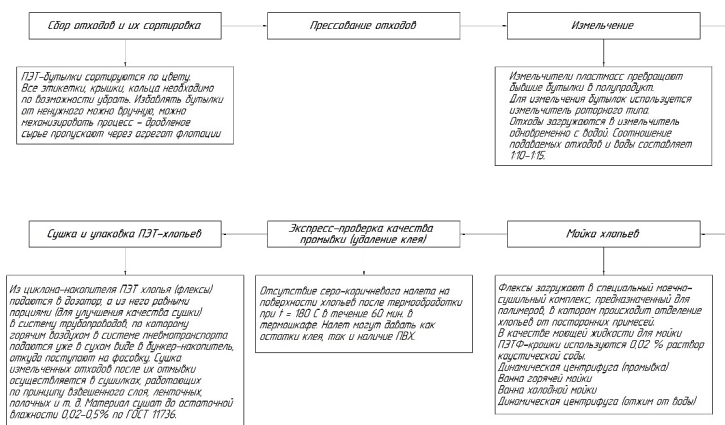 Сбор отходов и их сортировка
Прессование отходов
Измельчение
ПЭТ-бутылки сортируются по цвету.
Все этикетки, крышки, кольца необходимо
по возможности убрать. Избавлять бутылки
от ненужного можно вручную, можно
механизировать процесс - дробленое
сырье пропускают через агрегат флотации
Измельчители пластмасс превращают
бывшие бутылки в полупродукт.
Для измельчения бутылок используется
измельчитель роторного типа.
Отходы загружаются в измельчитель
одновременно с водой. Соотношение
подаваемых отходов и воды составляет
1:10-1:15.
Сушка и упаковка ПЭТ-хлопьев
Экспресс-проверка качества
промывки (удаление клея)
Мойка хлопьев
Из циклона-накопителя ПЭТ хлопья (флексы)
подаются в дозатор, а из него равными
порциями (для улучшения качества сушки)
в систему трубопроводов, по которому
горячим воздухом в системе пневмотранспорта
подаются уже в сухом виде в бункер-накопитель,
откуда поступают на фасовку. Сушка
измельченных отходов после их отмывки
осуществляется в сушилках, работающих
по принципу взвешенного слоя, ленточных,
полочных и т. д. Материал сушат до остаточной
влажности 0,02-0,5% по ГОСТ 11736.
Отсутствие серо-коричневого налета на
поверхности хлопьев после термообработки
при t = 180 С в течение 60 мин. в
термошкафе. Налет могут давать как
остатки клея, так и наличие ПВХ.
Флексы загружают в специальный моечно-
сушильный комплекс, предназначенный для
полимеров, в котором происходит отделение
хлопьев от посторонних примесей.
В качестве моющей жидкости для мойки
ПЭТФ-крошки используются 0,02 % раствор
каустической соды.
Динамическая центрифуга (промывка)
Ванна горячей мойки
Ванна холодной мойки
Динамическая центрифуга (отжим от воды)